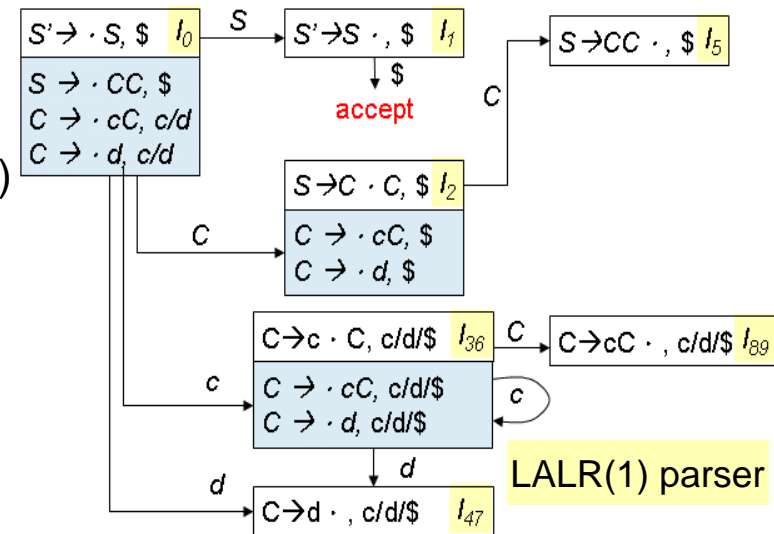 S'→ · S, $ I0
S → · CC, $
C → · cC, c/d
C → · d, c/d
)
S
S'→S · , $ I1
$
accept
S→CC · , $ I5
C
S→C · C, $ I2
C → · cC, $
C → · d, $
C
C→c · C, c/d/$ I36
C → · cC, c/d/$
C → · d, c/d/$
C
C→cC · , c/d/$ I89
c
c
d
d
LALR(1) parser
C→d · , c/d/$ I47